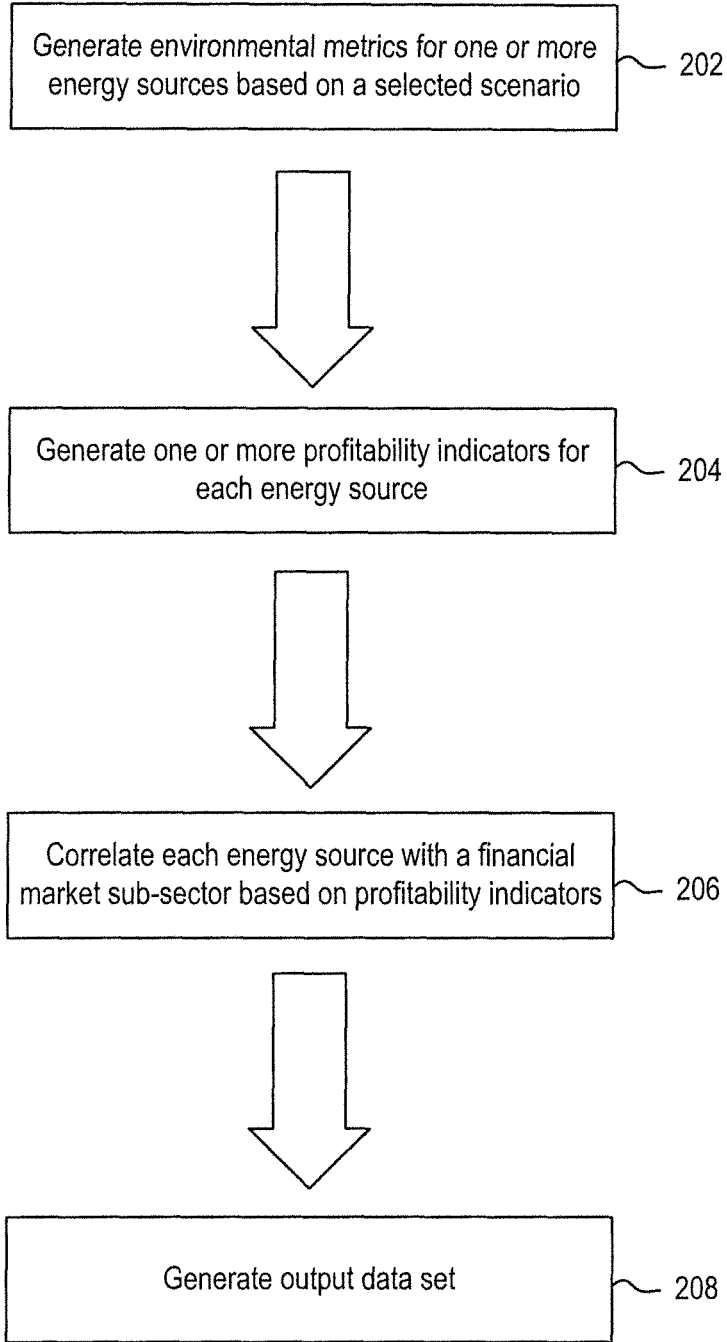 Generate environmental metrics for one or more
energy sources based on a selected scenario
202
Generate one or more profitability indicators for
each energy source
204
Correlate each energy source with a financial
market sub-sector based on profitability indicators
206
Generate output data set
208